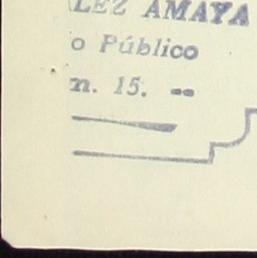 LEZ AMAYA
o Público
n. 15. --